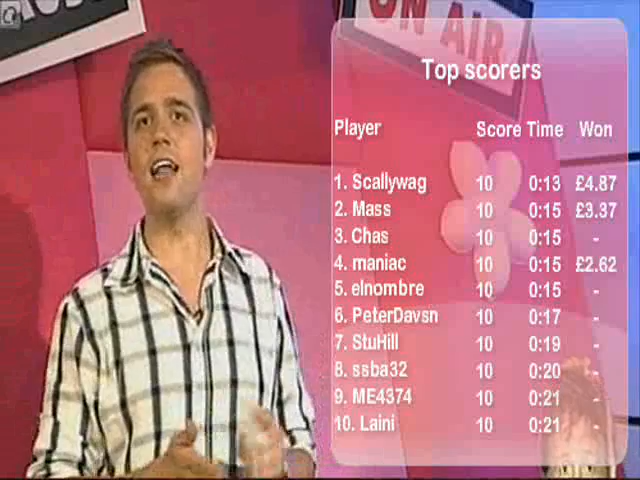 ON AIR
Top scorers
Player Score Time Won
1. Scallywag 10 0:13 £4.87
2. Mass 10 0:15 £3.37
3. Chas 10 0:15 -
4. maniac 10 0:15 £2.62
5. elnombre 10 0:15 -
6. PeterDavsn 10 0:17 -
7. StuHill 10 0:19 -
8. ssba32 10 0:20 -
9. ME4374 10 0:21 -
10. Laini 10 0:21 -